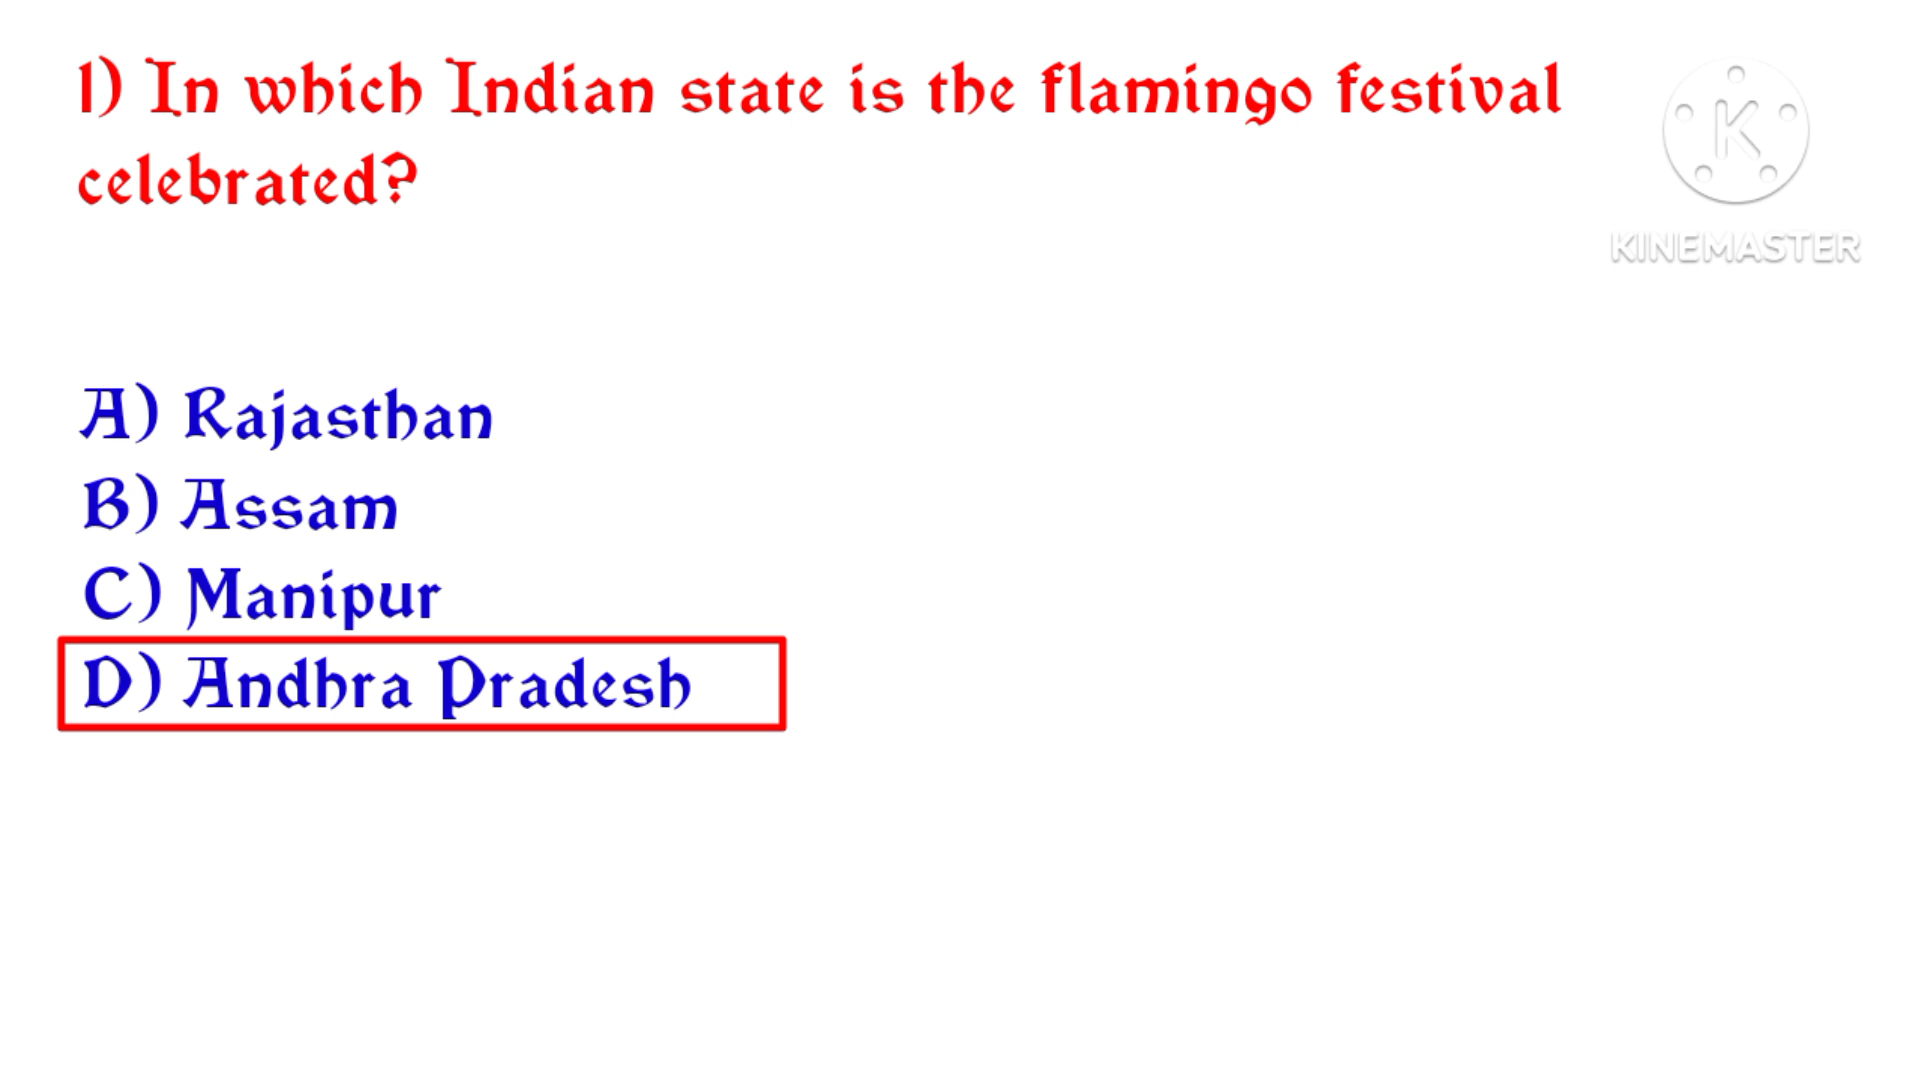 1) In which Indian state is the flamingo festival
celebrated?
K
KINEMASTER
A) Rajasthan
B) Assam
C) Manipur
D) Andhra Pradesh